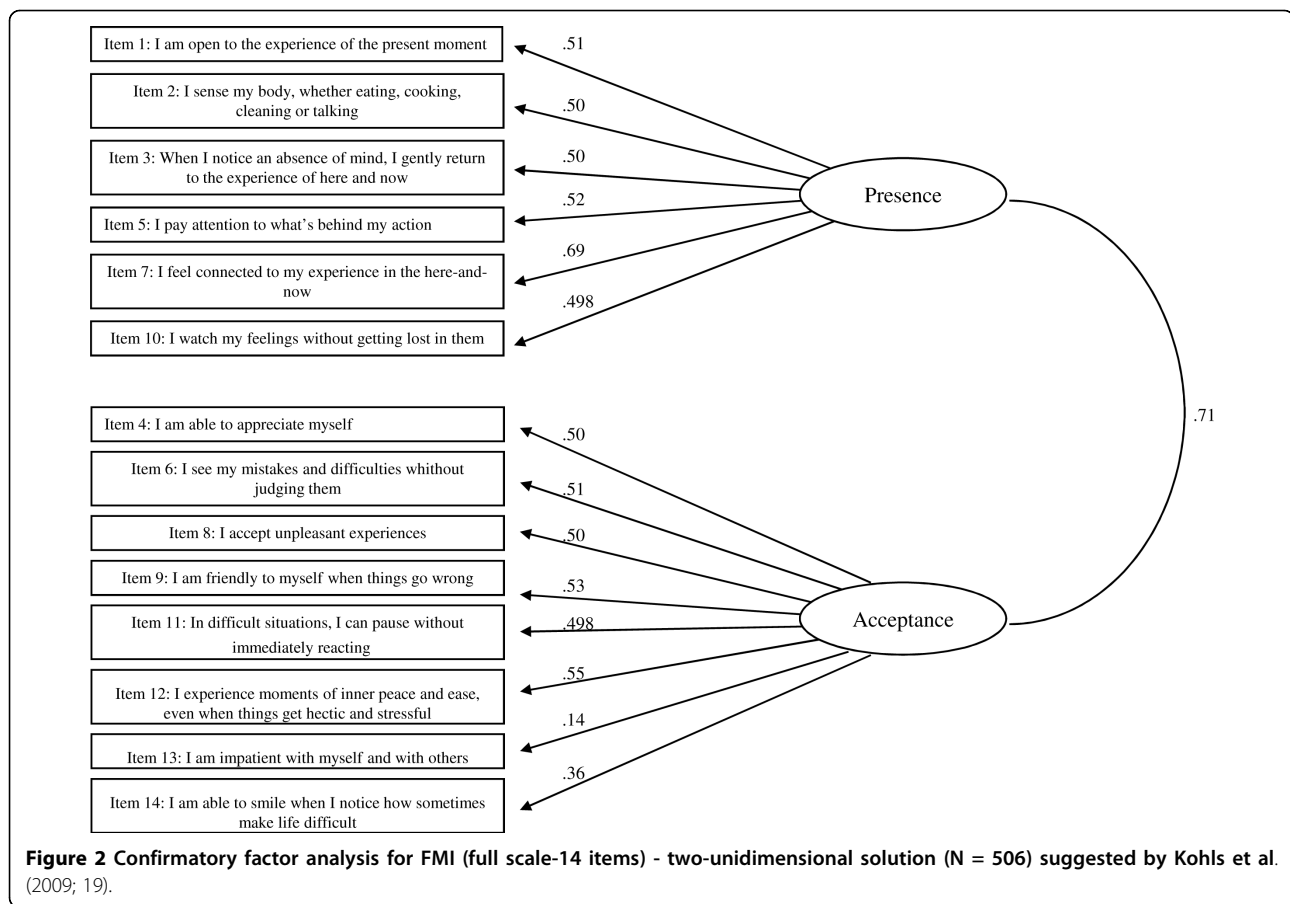 Item 1: I am open to the experience of the present moment
.51
Item 2: I sense my body, whether eating, cooking,
cleaning or talking
.50
Item 3: When I notice an absence of mind, I gently return
to the experience of here and now
.50
Item 5: I pay attention to what's behind my action
.52
Item 7: I feel connected to my experience in the here-and-
now
.69
Item 10: I watch my feelings without getting lost in them
.498
Presence
.71
Item 4: I am able to appreciate myself
.50
Item 6: I see my mistakes and difficulties whithout
judging them
.51
Item 8: I accept unpleasant experiences
.50
Item 9: I am friendly to myself when things go wrong
.53
Item 11: In difficult situations, I can pause without
immediately reacting
.498
Item 12: I experience moments of inner peace and ease,
even when things get hectic and stressful
.55
Item 13: I am impatient with myself and with others
.14
Item 14: I am able to smile when I notice how sometimes
make life difficult
.36
Acceptance
Figure 2 Confirmatory factor analysis for FMI (full scale-14 items) - two-unidimensional solution (N = 506) suggested by Kohls et al.
(2009; 19).